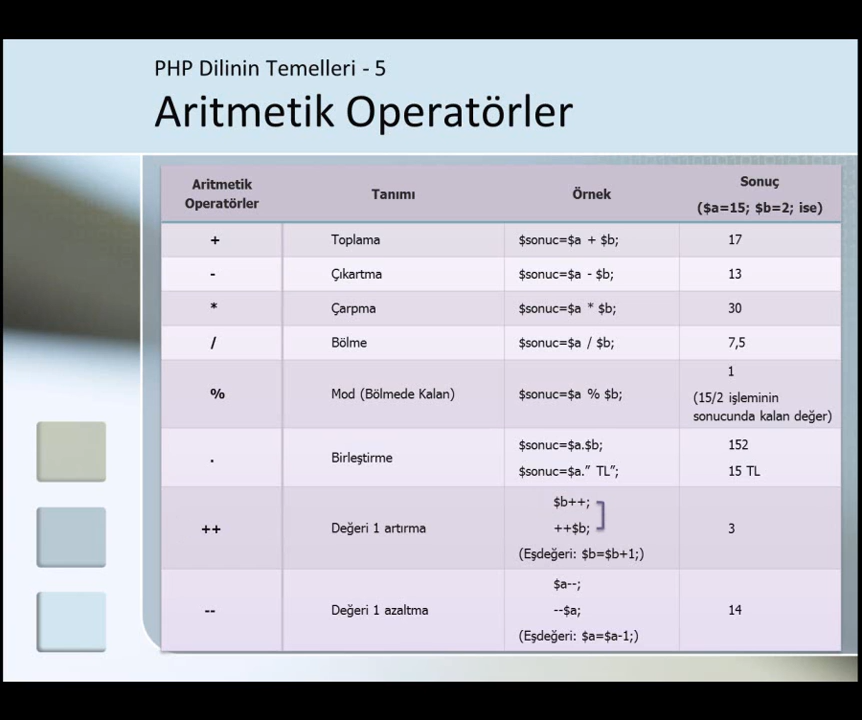 PHP Dilinin Temelleri - 5
Aritmetik Operatörler
Aritmetik Operatörler
Tanımı
Örnek
Sonuç
($a=15; $b=2; ise)
+
Toplama
$sonuc=$a + $b;
17
-
Çıkartma
$sonuc=$a - $b;
13
*
Çarpma
$sonuc=$a * $b;
30
/
Bölme
$sonuc=$a / $b;
7,5
%
Mod (Bölmede Kalan)
$sonuc=$a % $b;
1
(15/2 işleminin
sonucunda kalan değer)
.
Birleştirme
$sonuc=$a.$b;
$sonuc=$a.” TL”;
152
15 TL
++
Değeri 1 artırma
$b++;
++$b;
(Eşdeğeri: $b=$b+1;)
3
--
Değeri 1 azaltma
$a--;
--$a;
(Eşdeğeri: $a=$a-1;)
14